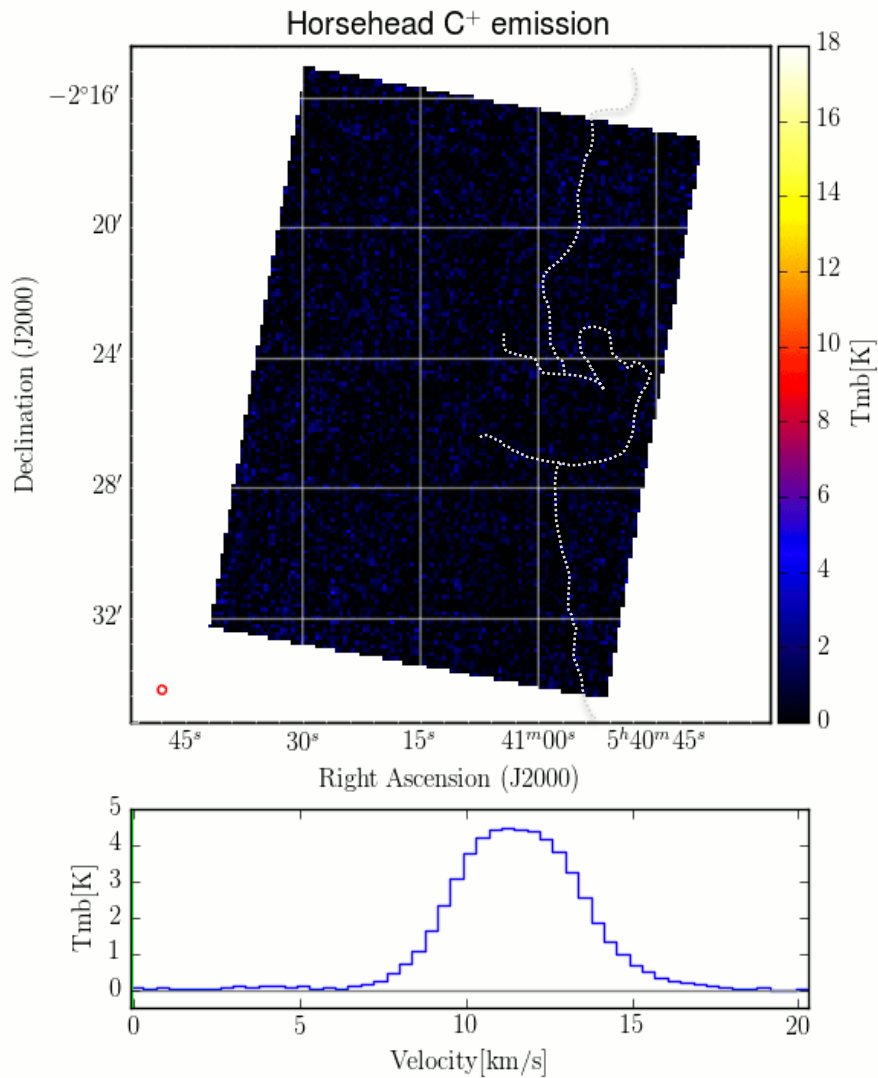 Horsehead C⁺ emission
−2°16′
20′
24′
28′
32′
Declination (J2000)
45ˢ 30ˢ 15ˢ 41ᵐ00ˢ 5ʰ40ᵐ45ˢ
Right Ascension (J2000)
18
16
14
12
10
8
6
4
2
0
Tmb[K]
5
4
3
2
1
0
Tmb[K]
0 5 10 15 20
Velocity[km/s]